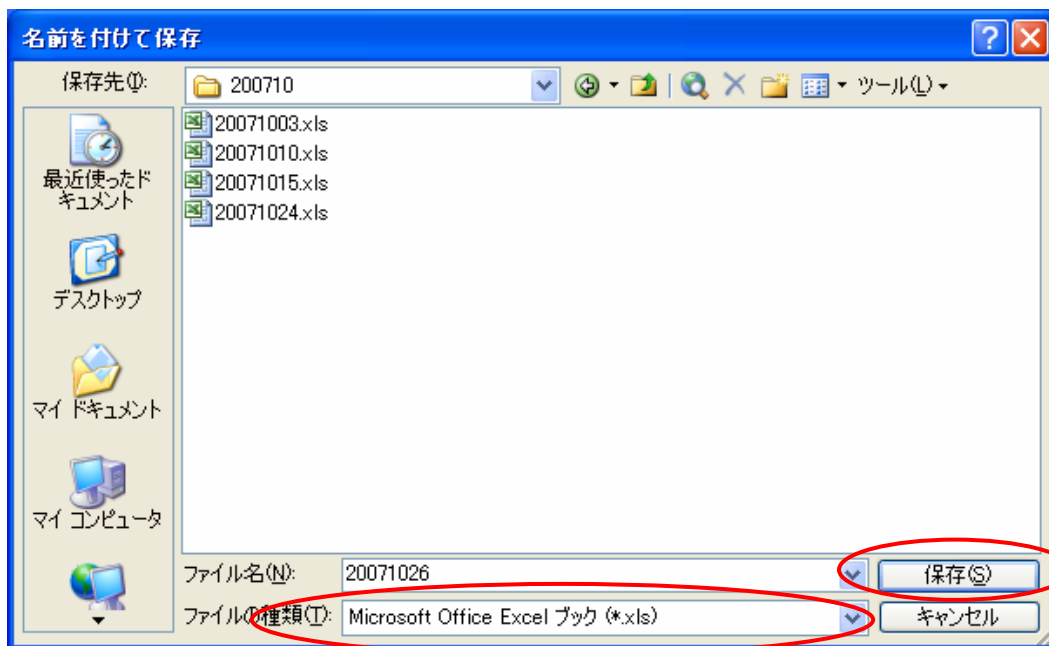 名前を付けて保存
保存先(I):
200710
ツール(L)
20071003.xls
20071010.xls
20071015.xls
20071024.xls
最近使ったド
キュメント
デスクトップ
マイ ドキュメント
マイ コンピュータ
ファイル名(N):
20071026
保存(S)
ファイルの種類(T):
Microsoft Office Excel ブック (*.xls)
キャンセル